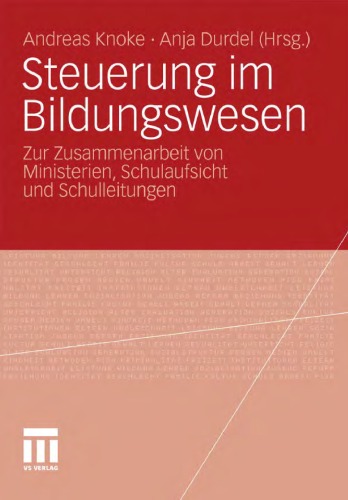 Andreas Knoke · Anja Durdel (Hrsg.)
Steuerung im
Bildungswesen
Zur Zusammenarbeit von
Ministerien, Schulaufsicht
und Schulleitungen
VS VERLAG